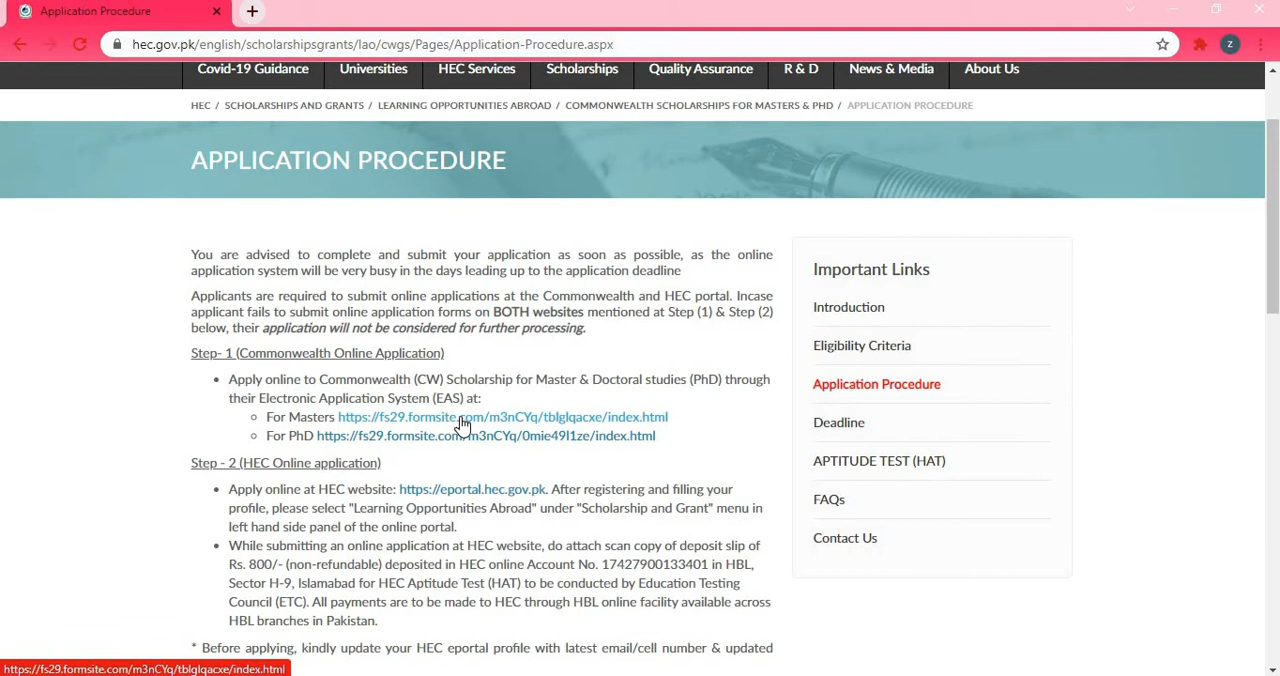 Application Procedure
hec.gov.pk/english/scholarshipsgrants/lao/cwgs/Pages/Application-Procedure.aspx
Z
Covid-19 Guidance Universities HEC Services Scholarships Quality Assurance R & D News & Media About Us
HEC / SCHOLARSHIPS AND GRANTS / LEARNING OPPORTUNITIES ABROAD / COMMONWEALTH SCHOLARSHIPS FOR MASTERS & PHD / APPLICATION PROCEDURE
APPLICATION PROCEDURE
You are advised to complete and submit your application as soon as possible, as the online
application system will be very busy in the days leading up to the application deadline
Applicants are required to submit online applications at the Commonwealth and HEC portal. Incase
applicant fails to submit online application forms on BOTH websites mentioned at Step (1) & Step (2)
below, their application will not be considered for further processing.
Step- 1 (Commonwealth Online Application)
• Apply online to Commonwealth (CW) Scholarship for Master & Doctoral studies (PhD) through
their Electronic Application System (EAS) at:
For Masters https://fs29.formsite.com/m3nCYq/tblglqacxe/index.html
For PhD https://fs29.formsite.com/m3nCYq/0mie49l1ze/index.html
Step - 2 (HEC Online application)
• Apply online at HEC website: https://eportal.hec.gov.pk. After registering and filling your
profile, please select "Learning Opportunities Abroad" under "Scholarship and Grant" menu in
left hand side panel of the online portal.
• While submitting an online application at HEC website, do attach scan copy of deposit slip of
Rs. 800/- (non-refundable) deposited in HEC online Account No. 17427900133401 in HBL,
Sector H-9, Islamabad for HEC Aptitude Test (HAT) to be conducted by Education Testing
Council (ETC). All payments are to be made to HEC through HBL online facility available across
HBL branches in Pakistan.
* Before applying, kindly update your HEC eportal profile with latest email/cell number & updated
Important Links
Introduction
Eligibility Criteria
Application Procedure
Deadline
APTITUDE TEST (HAT)
FAQs
Contact Us
https://fs29.formsite.com/m3nCYq/tblglqacxe/index.html